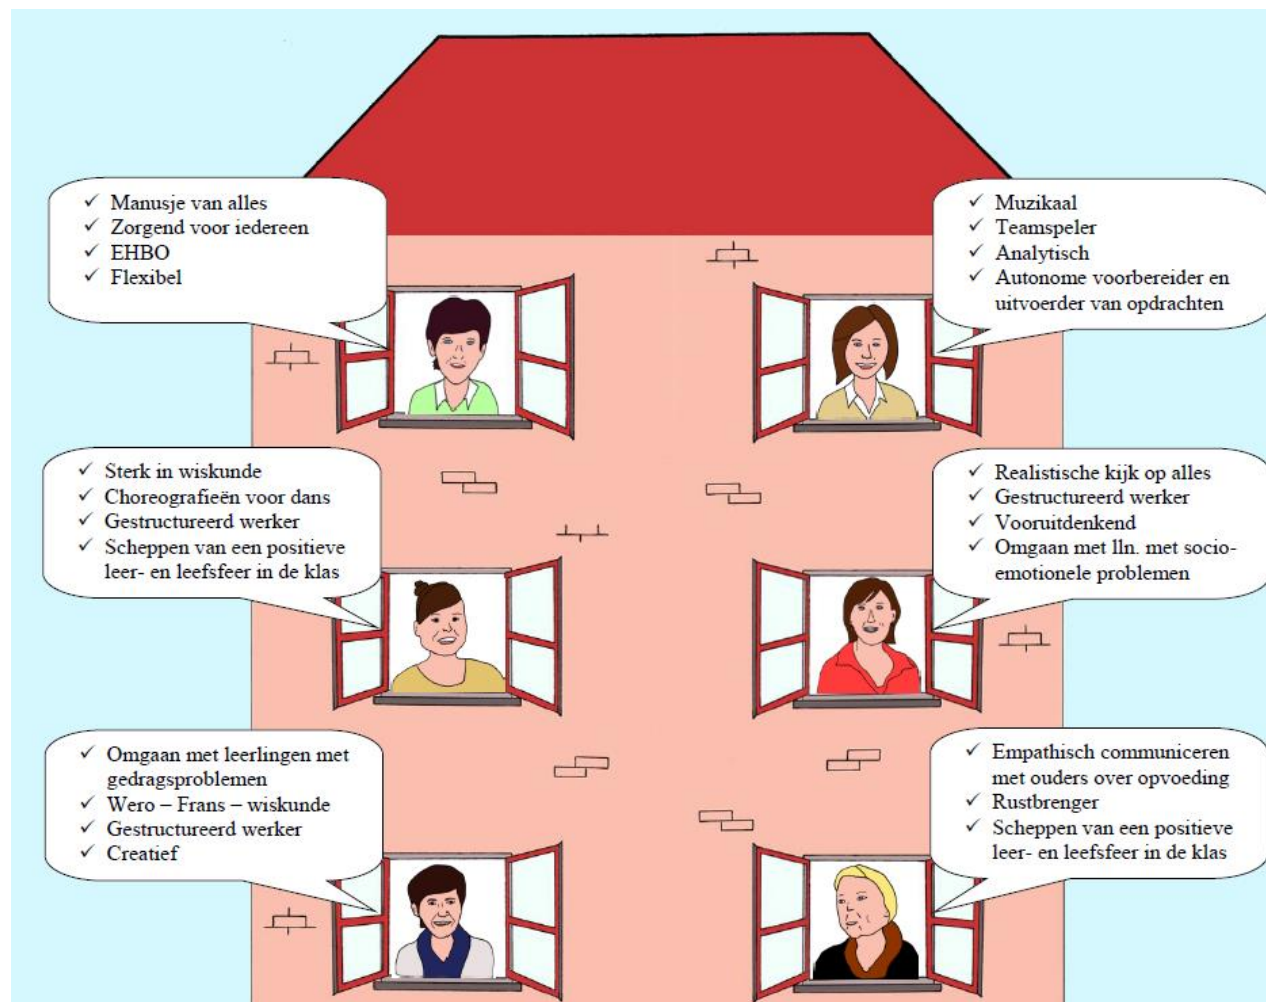 ✓ Manusje van alles
✓ Zorgend voor iedereen
✓ EHBO
✓ Flexibel
✓ Muzikaal
✓ Teamspeler
✓ Analytisch
✓ Autonome voorbereider en
uitvoerder van opdrachten
✓ Sterk in wiskunde
✓ Choreografieën voor dans
✓ Gestructureerd werker
✓ Scheppen van een positieve
leer- en leefsfeer in de klas
✓ Realistische kijk op alles
✓ Gestructureerd werker
✓ Vooruitdenkend
✓ Omgaan met lln. met socio-
emotionele problemen
✓ Omgaan met leerlingen met
gedragsproblemen
✓ Wero – Frans – wiskunde
✓ Gestructureerd werker
✓ Creatief
✓ Empathisch communiceren
met ouders over opvoeding
✓ Rustbrenger
✓ Scheppen van een positieve
leer- en leefsfeer in de klas